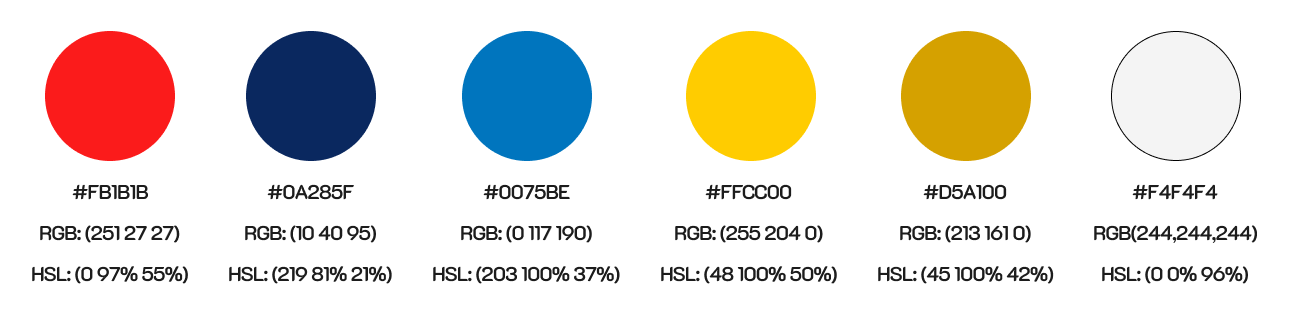 #FB1B1B #0A285F #0075BE #FFCC00 #D5A100 #F4F4F4
RGB: (251 27 27) RGB: (10 40 95) RGB: (0 117 190) RGB: (255 204 0) RGB: (213 161 0) RGB(244,244,244)
HSL: (0 97% 55%) HSL: (219 81% 21%) HSL: (203 100% 37%) HSL: (48 100% 50%) HSL: (45 100% 42%) HSL: (0 0% 96%)